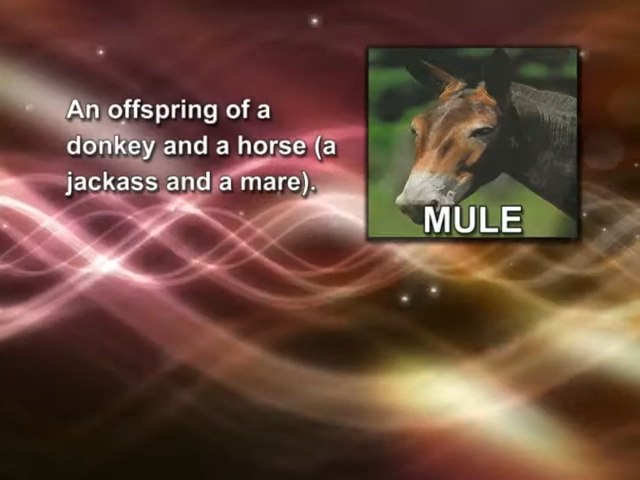 An offspring of a
donkey and a horse (a
jackass and a mare).
MULE